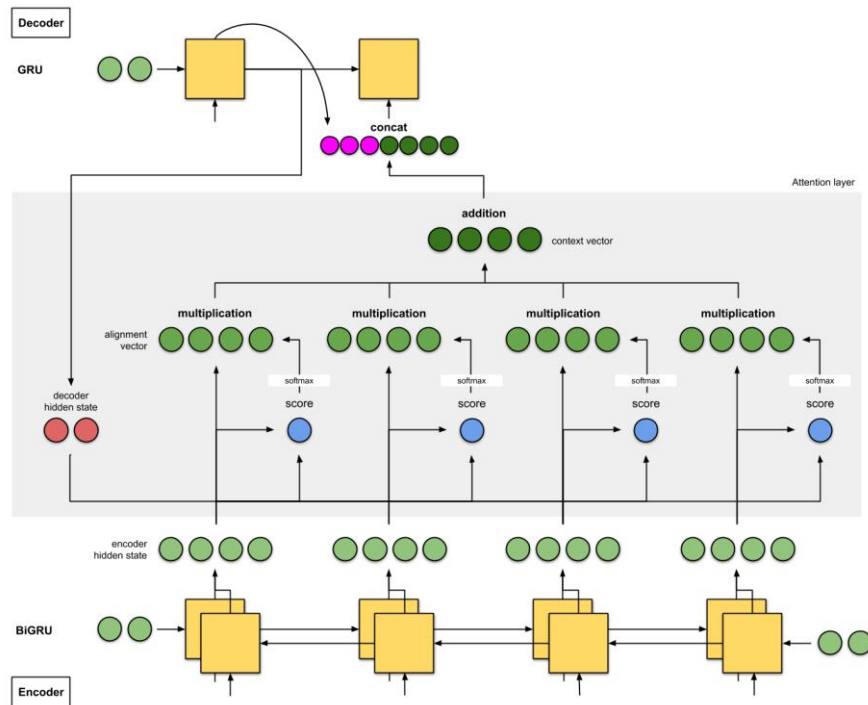 Decoder
GRU
concat
Attention layer
addition
context vector
multiplication
multiplication
multiplication
multiplication
alignment
vector
softmax
softmax
softmax
softmax
decoder
hidden state
score
score
score
score
encoder
hidden state
BiGRU
Encoder